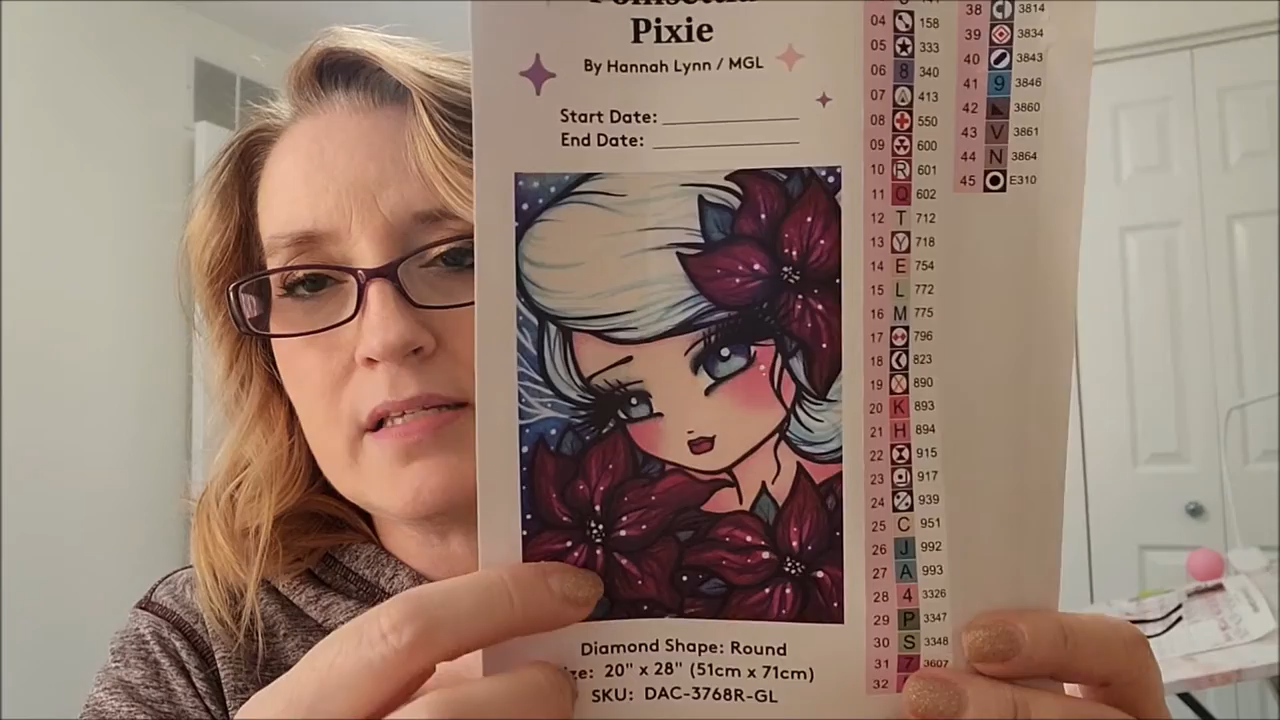 Pixie
By Hannah Lynn / MGL
Start Date:
End Date:
Diamond Shape: Round
20" x 28" (51cm x 71cm)
SKU: DAC-3768R-GL
04 158
05 ★ 333
06 8 340
07 413
08 550
09 600
10 R 601
11 Q 602
12 T 712
13 Y 718
14 E 754
15 L 772
16 M 775
17 796
18 823
19 890
20 K 893
21 H 894
22 915
23 917
24 939
25 C 951
26 J 992
27 A 993
28 4 3326
29 P 3347
30 S 3348
31 7 3607
32
38 3814
39 3834
40 3843
41 9 3846
42 3860
43 V 3861
44 N 3864
45 E310